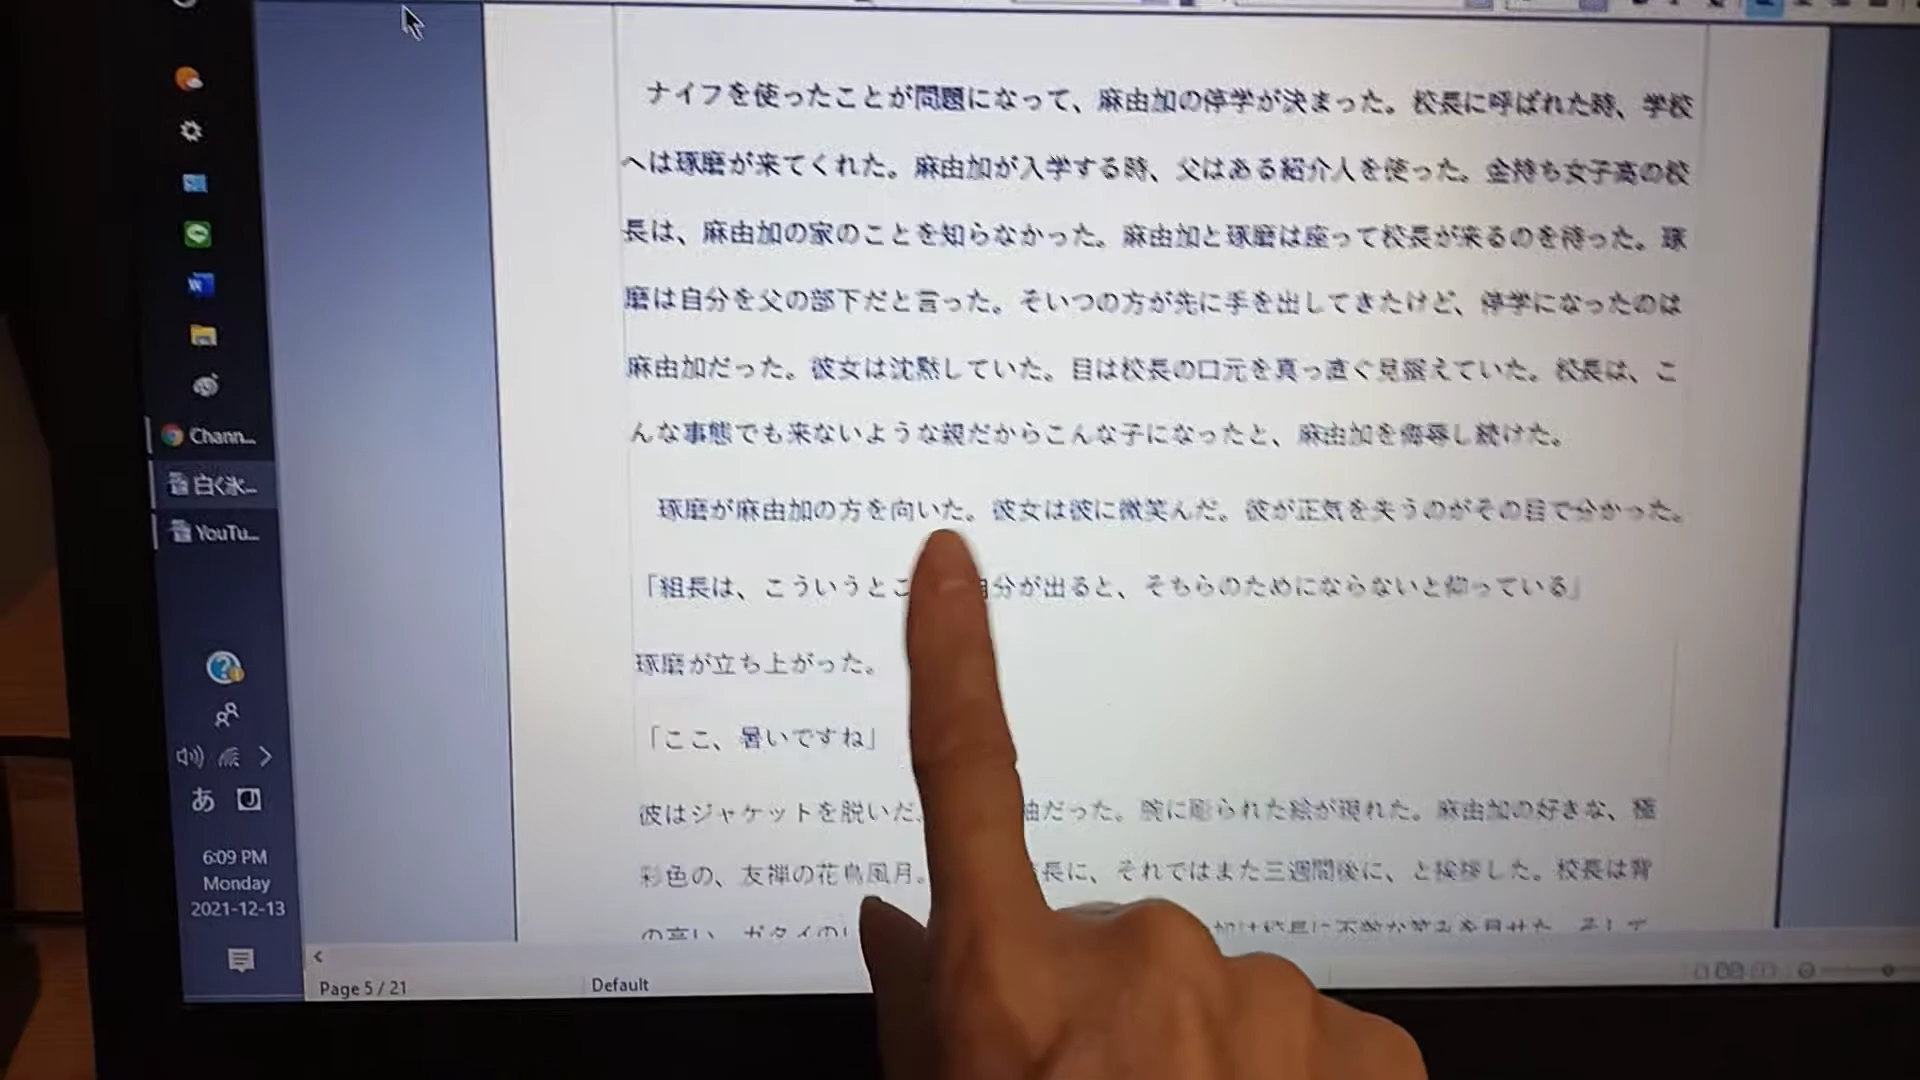 ナイフを使ったことが問題になって、麻由加の停学が決まった。校長に呼ばれた時、学校
へは琢磨が来てくれた。麻由加が入学する時、父はある紹介人を使った。金持ち女子高の校
長は、麻由加の家のことを知らなかった。麻由加と琢磨は座って校長が来るのを待った。琢
磨は自分を父の部下だと言った。そいつの方が先に手を出してきたけど、停学になったのは
麻由加だった。彼女は沈黙していた。目は校長の口元を真っ直ぐ見据えていた。校長は、こ
んな事態でも来ないような親だからこんな子になったと、麻由加を侮辱し続けた。
琢磨が麻由加の方を向いた。彼女は彼に微笑んだ。彼が正気を失うのがその目で分かった。
「組長は、こういうとこ 自分が出ると、そちらのためにならないと仰っている」
琢磨が立ち上がった。
「ここ、暑いですね」
彼はジャケットを脱いだ。 袖だった。腕に彫られた絵が現れた。麻由加の好きな、極
彩色の、友禅の花鳥風月。 長に、それではまた三週間後に、と挨拶した。校長は背
の高い、ガタイの
Chann...
白く氷...
YouTu...
あ
6:09 PM
Monday
2021-12-13
Page 5 / 21
Default